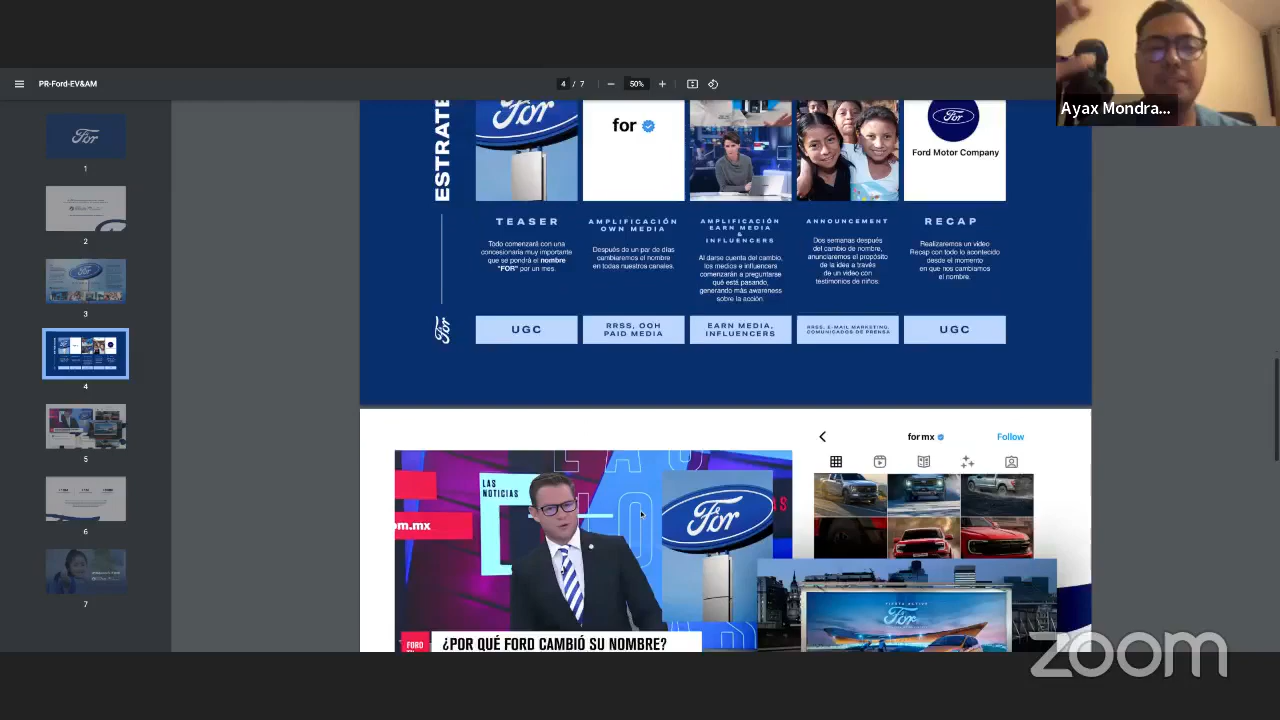 PR-Ford-EV&AM
4 / 7
50%
Ayax Mondra...
1
2
3
4
5
6
7
ESTRATE
For
for
For
Ford Motor Company
TEASER
Todo comenzará con una
concesionaria muy importante
que se pondrá el nombre
"FOR" por un mes.
AMPLIFICACIÓN
OWN MEDIA
Después de un par de días
cambiaremos el nombre
en todas nuestros canales.
AMPLIFICACIÓN
EARN MEDIA
&
INFLUENCERS
Al darse cuenta del cambio,
los medios e influencers
comenzarán a preguntarse
qué está pasando,
generando más awareness
sobre la acción.
ANNOUNCEMENT
Dos semanas después
del cambio de nombre,
anunciaremos el propósito
de la idea a través
de un video con
testimonios de niños.
RECAP
Realizaremos un video
Recap con todo lo acontecido
desde el momento
en que nos cambiamos
el nombre.
For
UGC
RRSS, OOH
PAID MEDIA
EARN MEDIA,
INFLUENCERS
RRSS, E-MAIL MARKETING,
COMUNICADOS DE PRENSA
UGC
LAS
NOTICIAS
om.mx
For
FORD
¿POR QUÉ FORD CAMBIÓ SU NOMBRE?
for mx
Follow
For
zoom